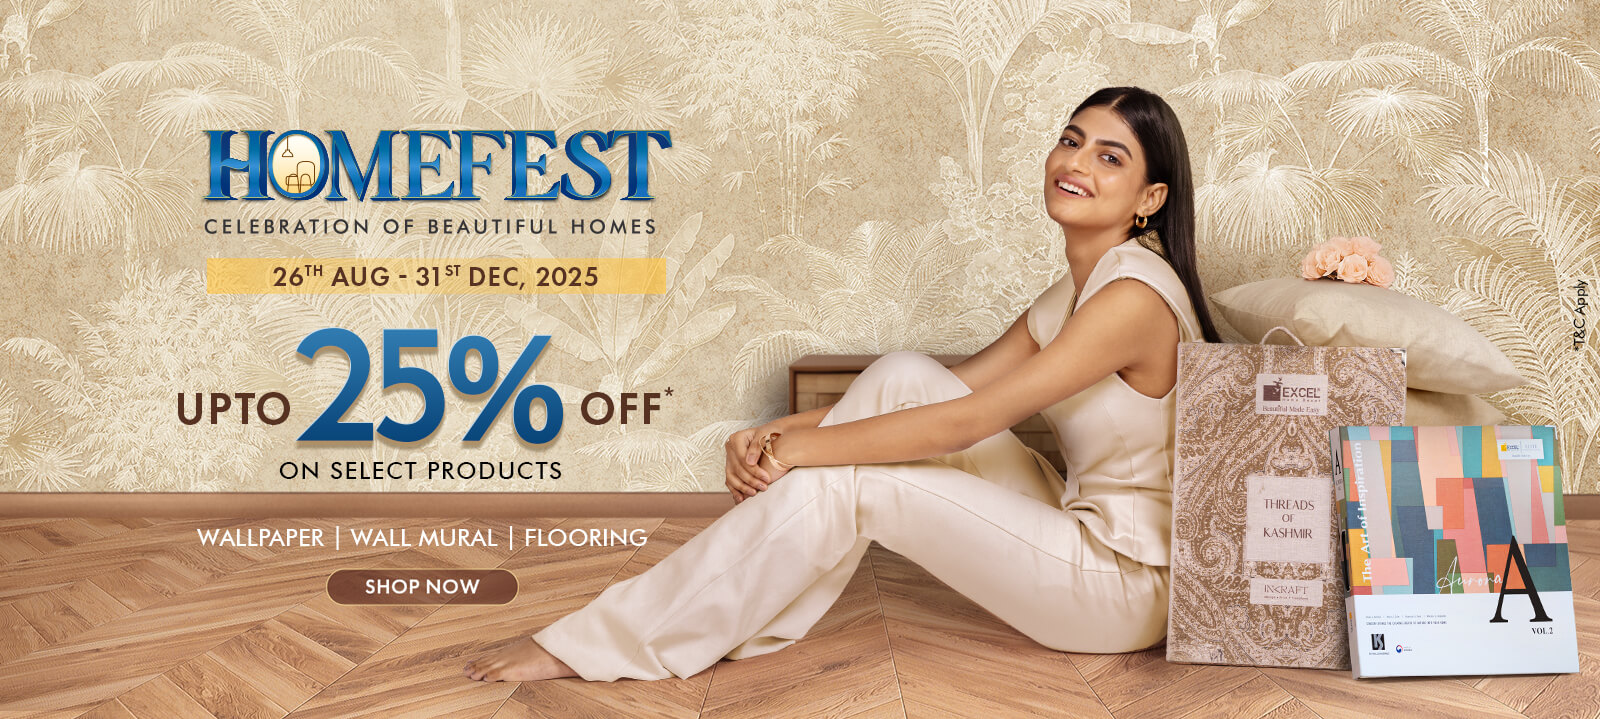 HOMEFEST
CELEBRATION OF BEAUTIFUL HOMES
26TH AUG - 31ST DEC, 2025
UPTO 25% OFF*
ON SELECT PRODUCTS
WALLPAPER | WALL MURAL | FLOORING
SHOP NOW
*T&C Apply
EXCEL
Beautiful Made Easy
THREADS
OF
KASHMIR
INKRAFT
The Art of Inspiration
Aurora
A
VOL.2